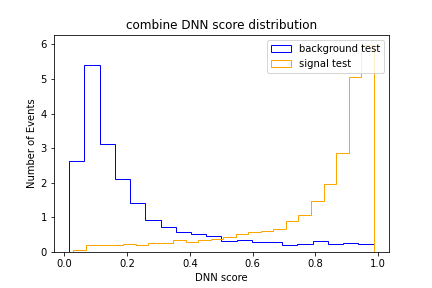 combine DNN score distribution
background test
signal test
Number of Events
6
5
4
3
2
1
0
0.0 0.2 0.4 0.6 0.8 1.0
DNN score